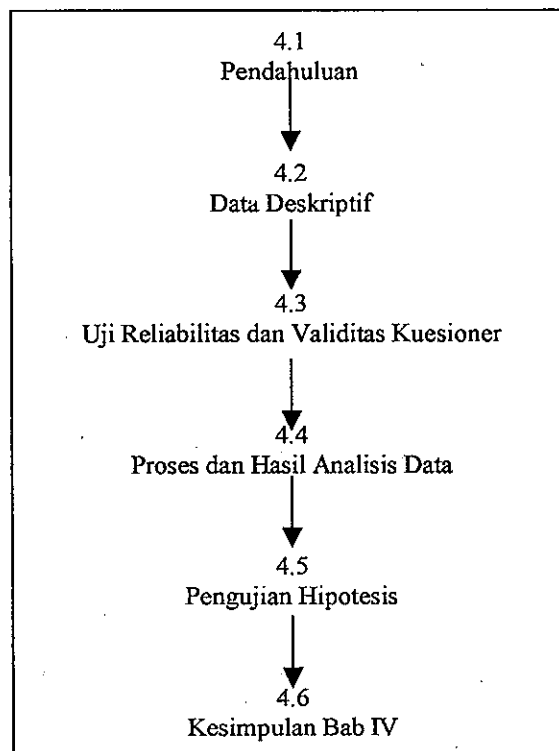 4.1
Pendahuluan
4.2
Data Deskriptif
4.3
Uji Reliabilitas dan Validitas Kuesioner
4.4
Proses dan Hasil Analisis Data
4.5
Pengujian Hipotesis
4.6
Kesimpulan Bab IV